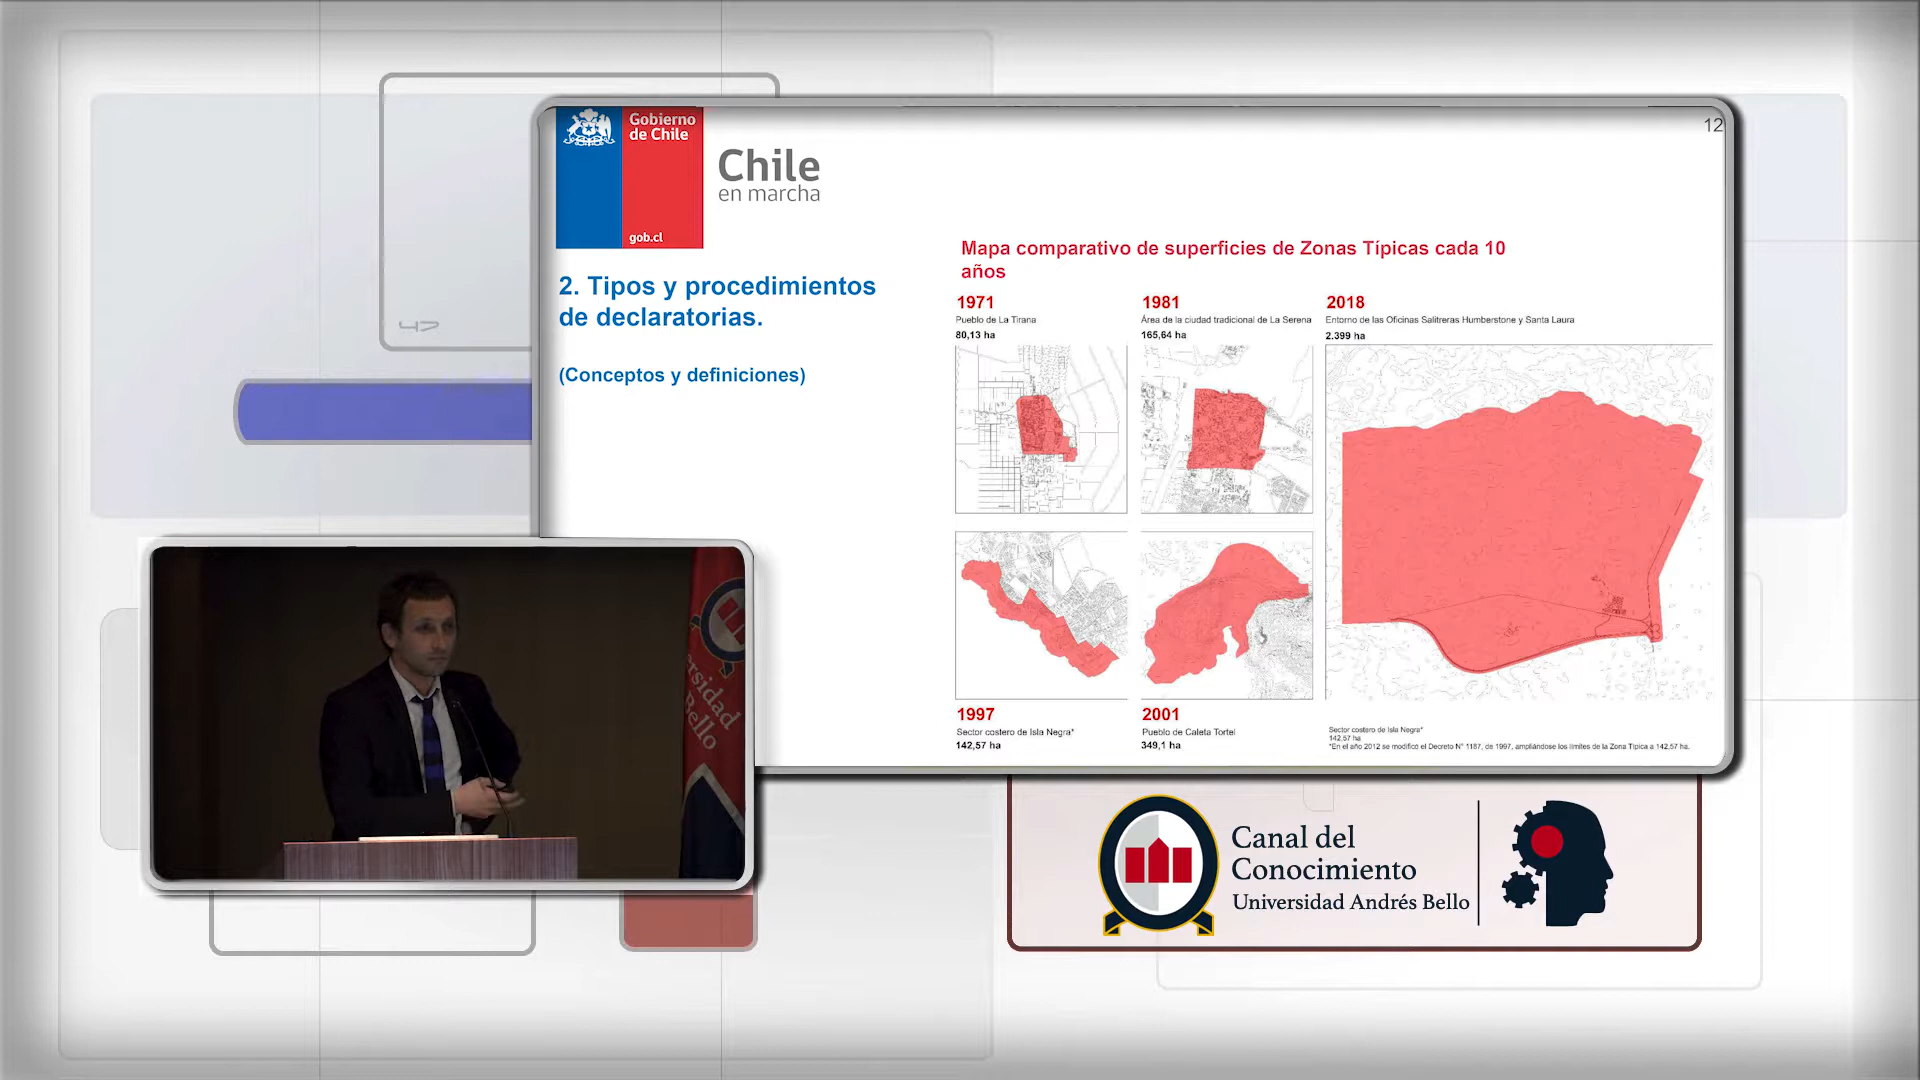 Gobierno
de Chile
gob.cl
Chile
en marcha
12
2. Tipos y procedimientos
de declaratorias.
(Conceptos y definiciones)
Mapa comparativo de superficies de Zonas Típicas cada 10
años
1971
Pueblo de La Tirana
80,13 ha
1981
Área de la ciudad tradicional de La Serena
165,64 ha
2018
Entorno de las Oficinas Salitreras Humberstone y Santa Laura
2.399 ha
1997
Sector costero de Isla Negra*
142,57 ha
2001
Pueblo de Caleta Tortel
349,1 ha
Sector costero de Isla Negra*
142.57 ha
*En el año 2012 se modificó el Decreto N° 1187, de 1997, ampliándose los límites de la Zona Típica a 142,57 ha.
ersidad
Bello
Canal del
Conocimiento
Universidad Andrés Bello